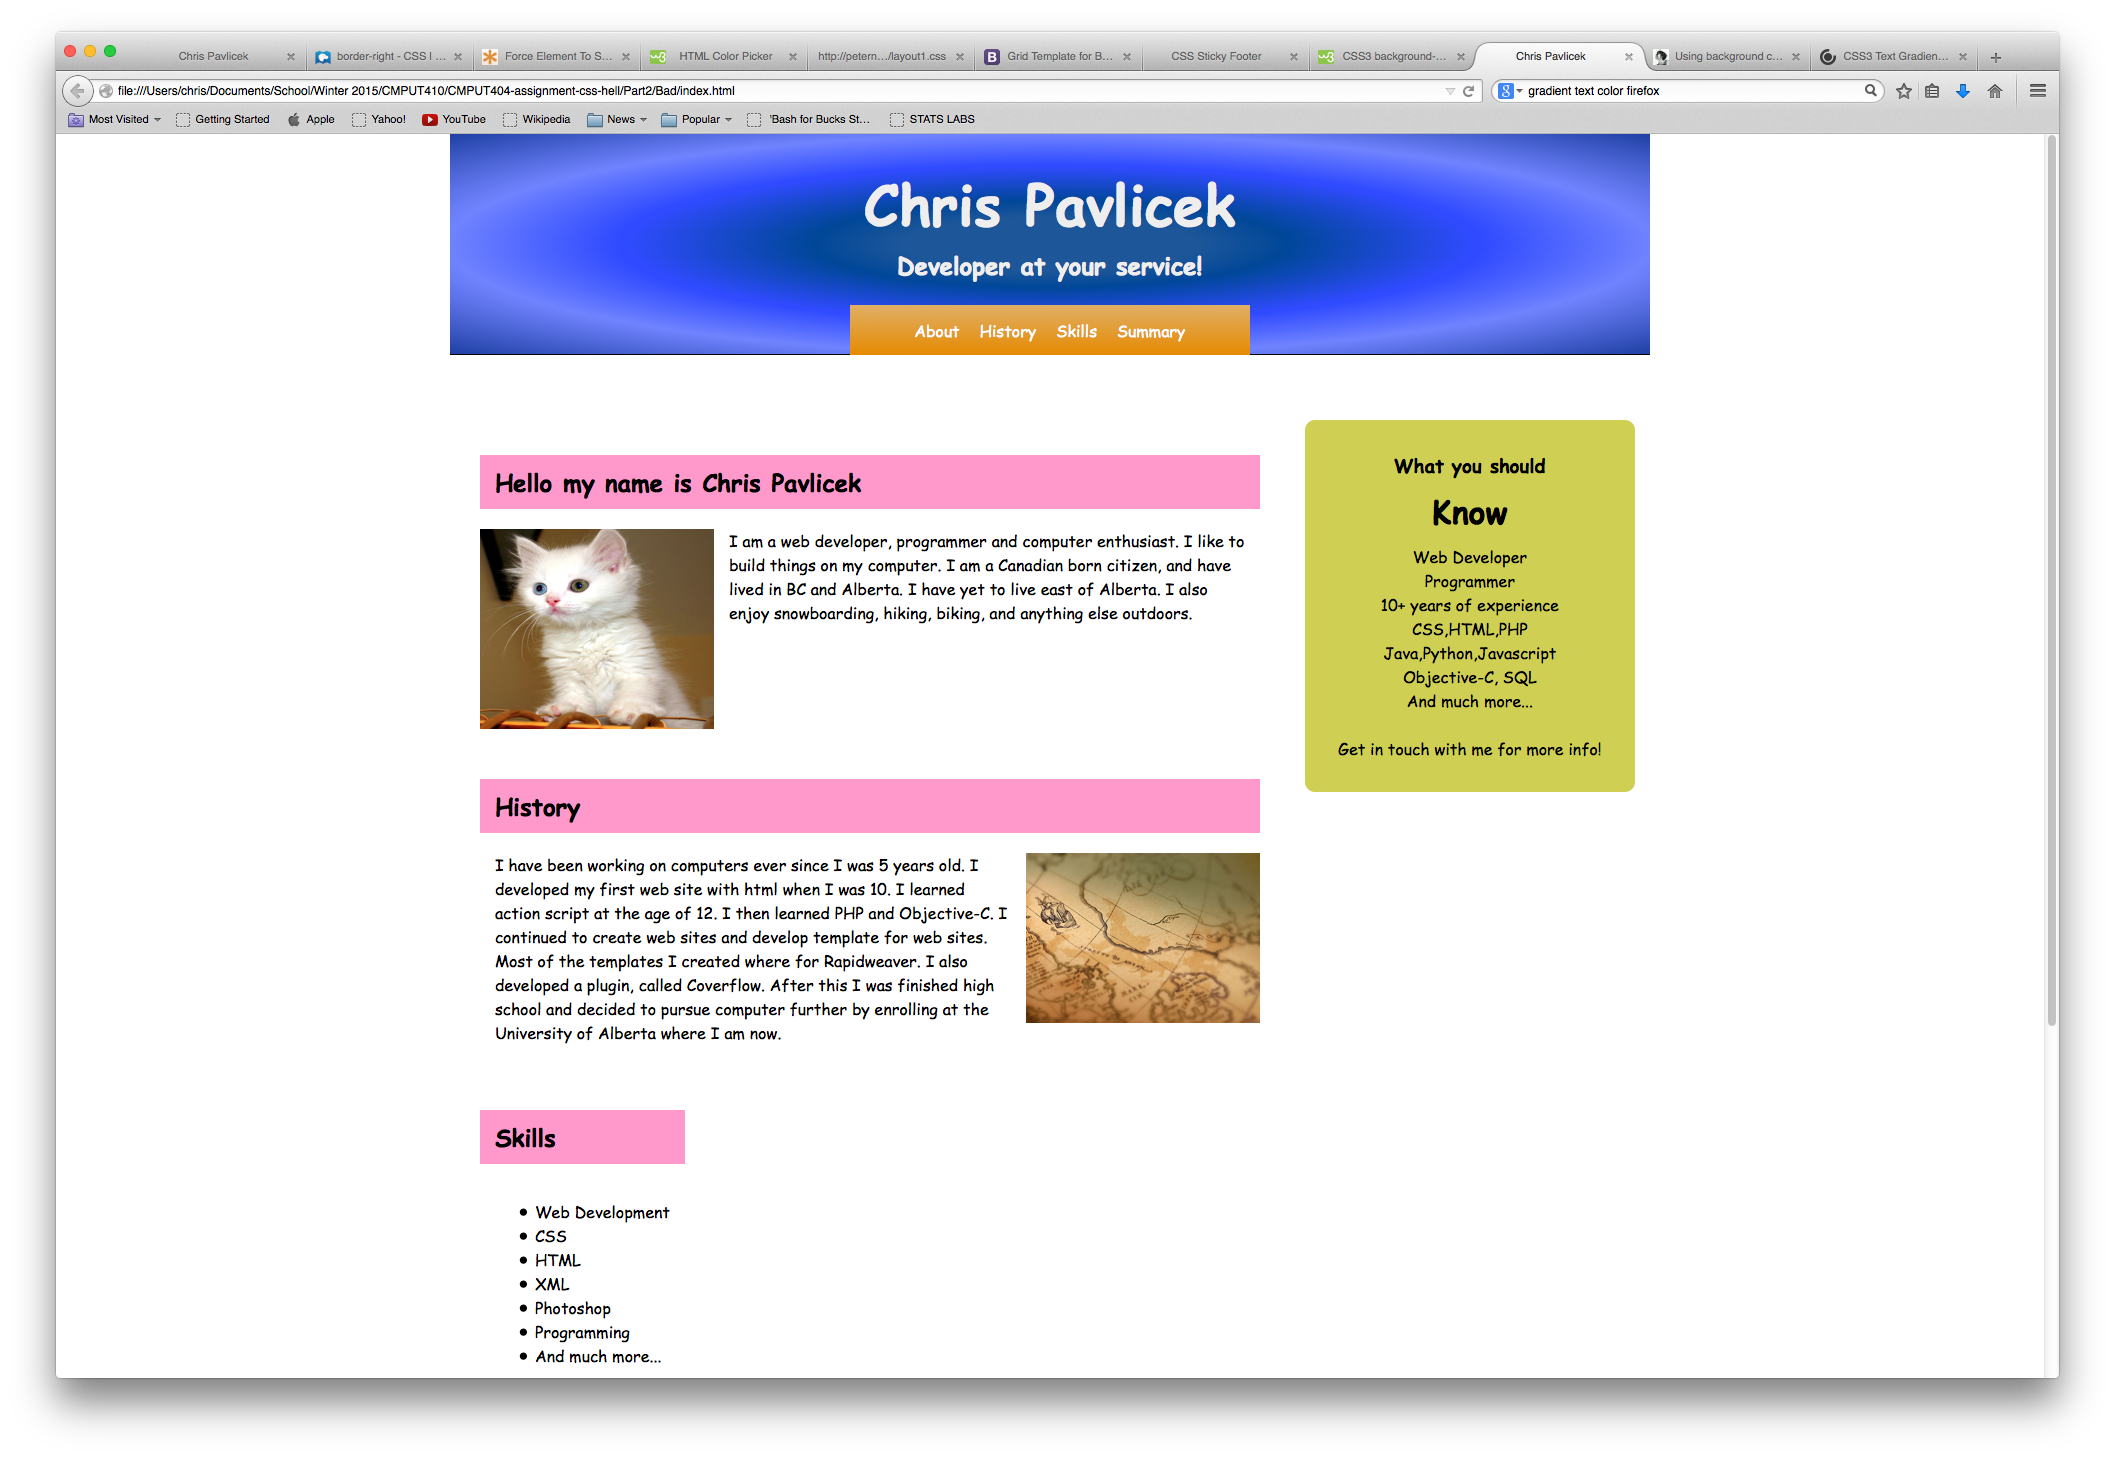 Chris Pavlicek
border-right - CSS | ...
Force Element To S...
HTML Color Picker
http://petern.../layout1.css
Grid Template for B...
CSS Sticky Footer
CSS3 background-...
Chris Pavlicek
Using background c...
CSS3 Text Gradien...
file:///Users/chris/Documents/School/Winter 2015/CMPUT410/CMPUT404-assignment-css-hell/Part2/Bad/index.html
gradient text color firefox
Most Visited
Getting Started
Apple
Yahoo!
YouTube
Wikipedia
News
Popular
'Bash for Bucks St...
STATS LABS
Chris Pavlicek
Developer at your service!
About History Skills Summary
Hello my name is Chris Pavlicek
I am a web developer, programmer and computer enthusiast. I like to
build things on my computer. I am a Canadian born citizen, and have
lived in BC and Alberta. I have yet to live east of Alberta. I also
enjoy snowboarding, hiking, biking, and anything else outdoors.
What you should
Know
Web Developer
Programmer
10+ years of experience
CSS,HTML,PHP
Java,Python,Javascript
Objective-C, SQL
And much more...
Get in touch with me for more info!
History
I have been working on computers ever since I was 5 years old. I
developed my first web site with html when I was 10. I learned
action script at the age of 12. I then learned PHP and Objective-C. I
continued to create web sites and develop template for web sites.
Most of the templates I created where for Rapidweaver. I also
developed a plugin, called Coverflow. After this I was finished high
school and decided to pursue computer further by enrolling at the
University of Alberta where I am now.
Skills
Web Development
CSS
HTML
XML
Photoshop
Programming
And much more...